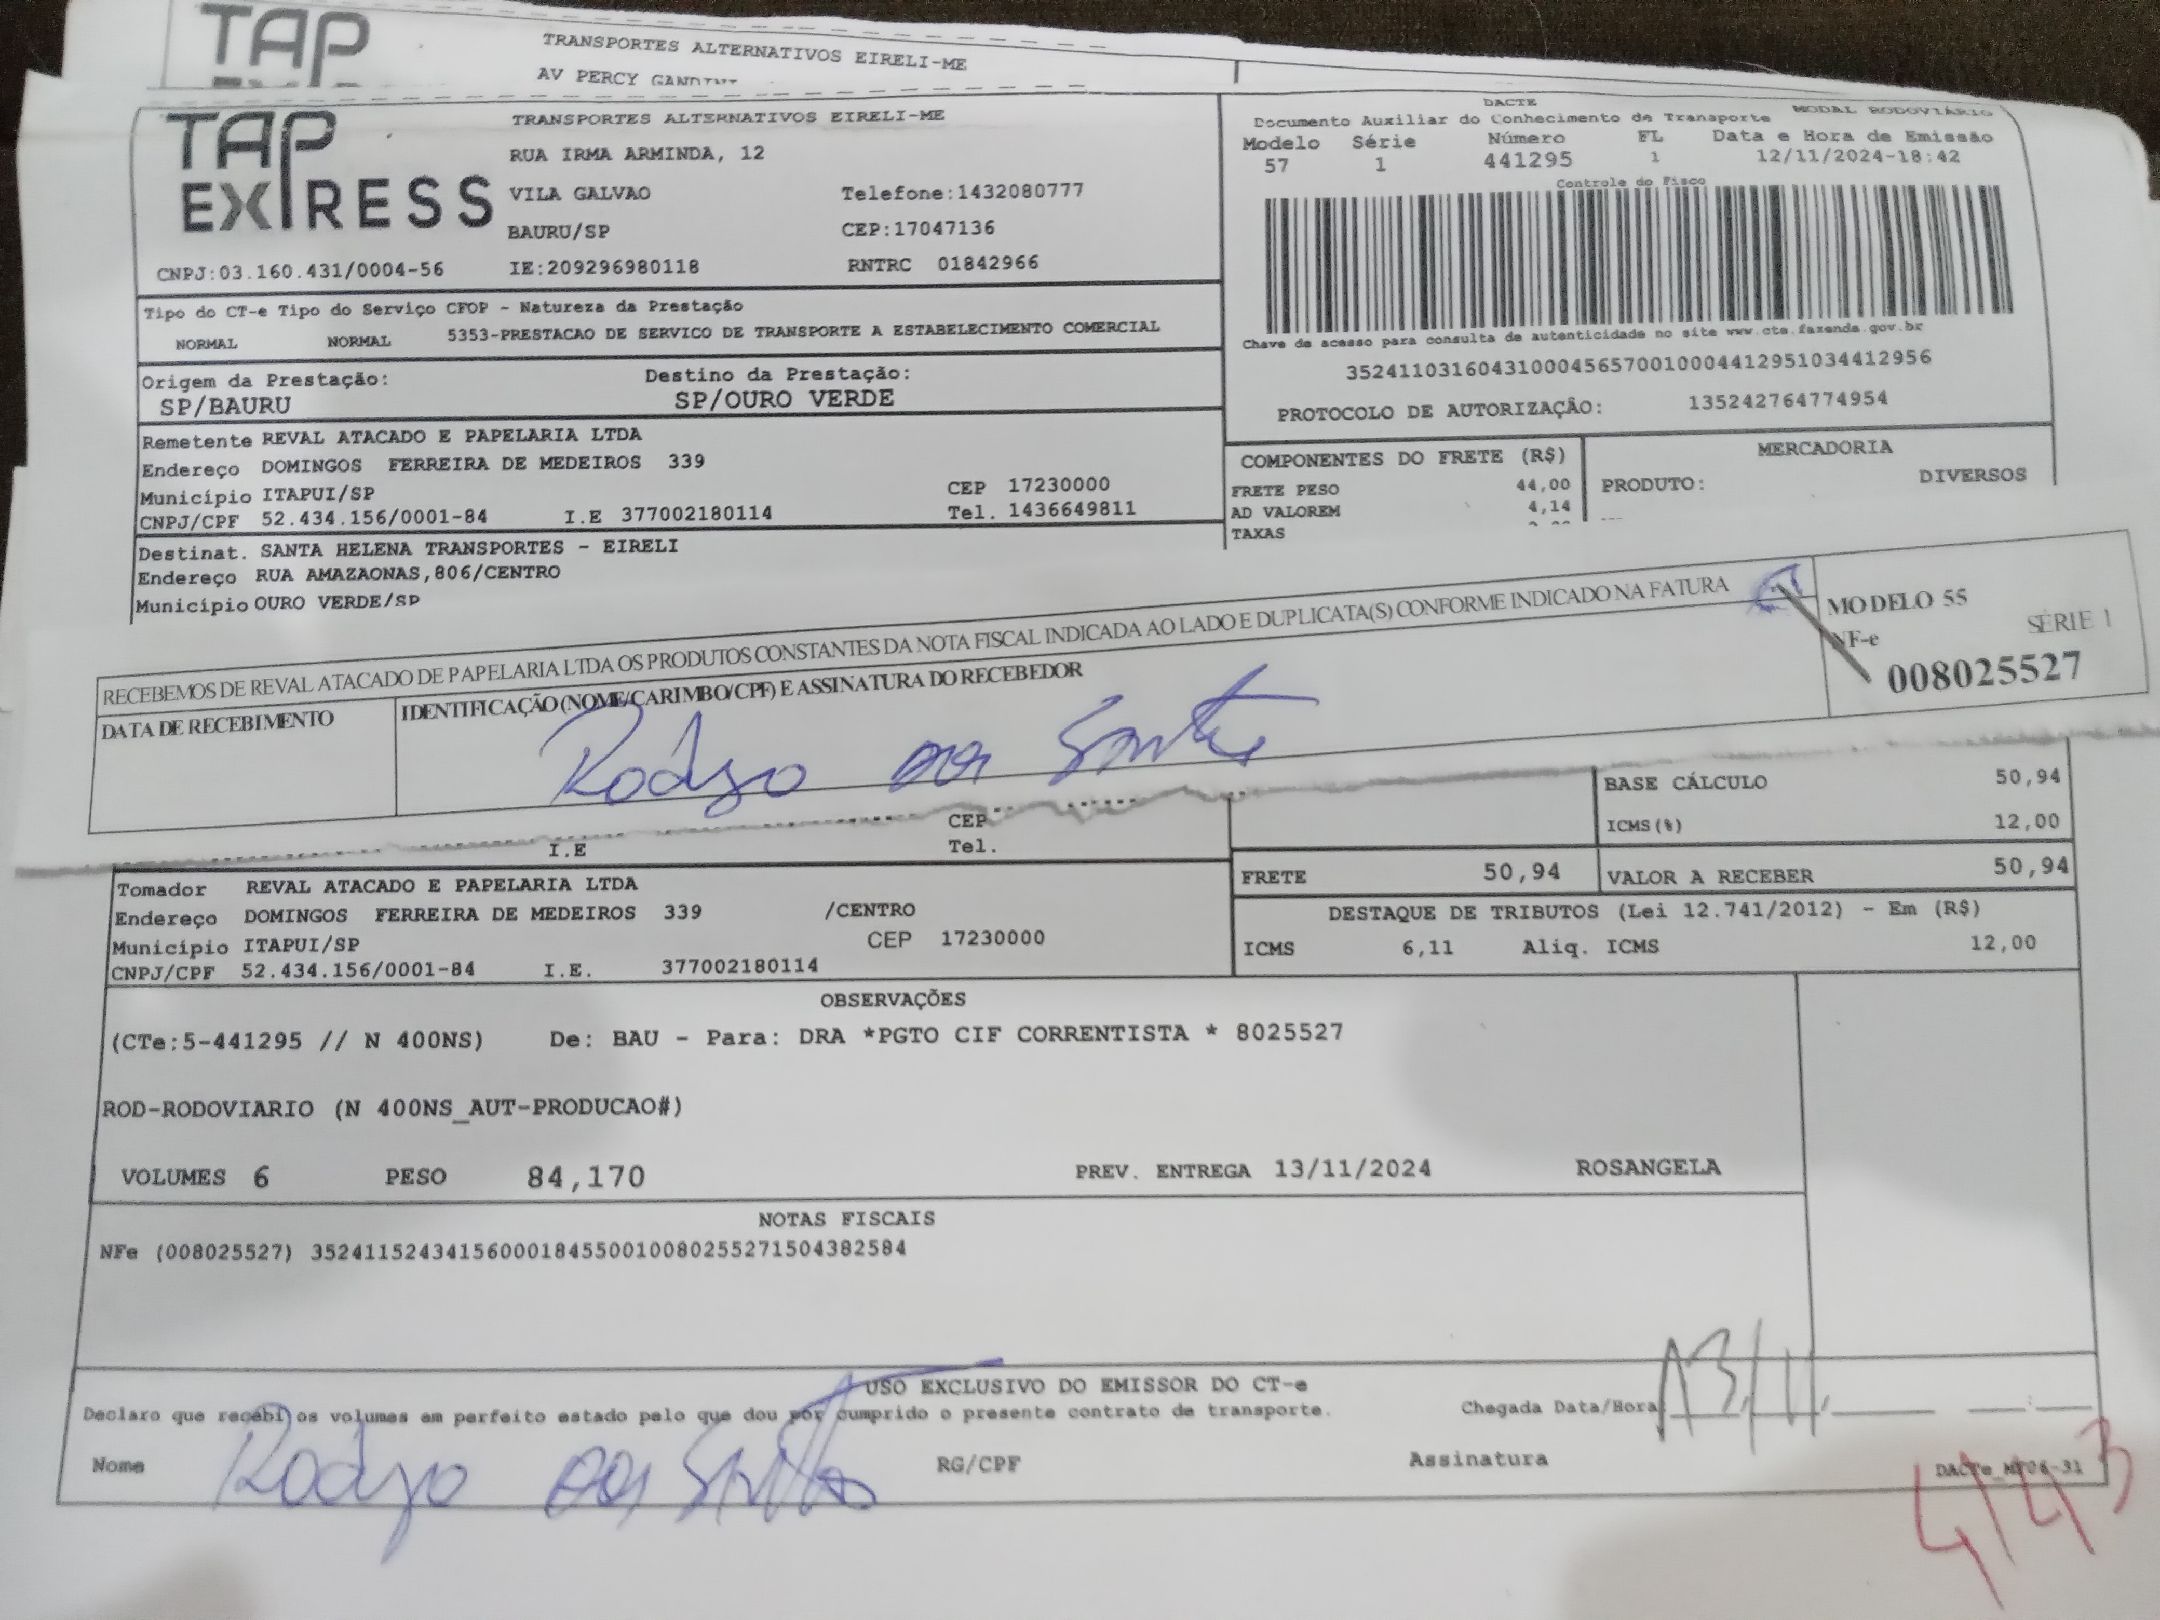 TAP
TRANSPORTES ALTERNATIVOS EIRELI-ME
AV PERCY
TAP EXPRESS
CNPJ:03.160.431/0004-56
TRANSPORTES ALTERNATIVOS EIRELI-ME
RUA IRMA ARMINDA, 12
VILA GALVAO Telefone:1432080777
BAURU/SP CEP:17047136
IE:209296980118 RNTRC 01842966
DACTE MODAL RODOVIÁRIO
Documento Auxiliar do Conhecimento de Transporte
Modelo Série Número FL Data e Hora de Emissão
57 1 441295 1 12/11/2024-18:42
Controle do Fisco
Chave de acesso para consulta de autenticidade no site www.cte.fazenda.gov.br
35241103160431000456570010004412951034412956
PROTOCOLO DE AUTORIZAÇÃO: 135242764774954
Tipo do CT-e Tipo do Serviço CFOP - Natureza da Prestação
NORMAL NORMAL 5353-PRESTACAO DE SERVICO DE TRANSPORTE A ESTABELECIMENTO COMERCIAL
Origem da Prestação: Destino da Prestação:
SP/BAURU SP/OURO VERDE
Remetente REVAL ATACADO E PAPELARIA LTDA
Endereço DOMINGOS FERREIRA DE MEDEIROS 339
Município ITAPUI/SP CEP 17230000
CNPJ/CPF 52.434.156/0001-84 I.E 377002180114 Tel. 1436649811
COMPONENTES DO FRETE (R$)
FRETE PESO 44,00
AD VALOREM 4,14
TAXAS
MERCADORIA
PRODUTO: DIVERSOS
Destinat. SANTA HELENA TRANSPORTES - EIRELI
Endereço RUA AMAZAONAS,806/CENTRO
Município OURO VERDE/SP
RECEBEMOS DE REVAL ATACADO DE PAPELARIA LTDA OS PRODUTOS CONSTANTES DA NOTA FISCAL INDICADA AO LADO E DUPLICATA(S) CONFORME INDICADO NA FATURA
DATA DE RECEBIMENTO
IDENTIFICAÇÃO (NOME/CARIMBO/CPF) E ASSINATURA DO RECEBEDOR
MODELO 55
NF-e SÉRIE 1
008025527
CEP
I.E Tel.
BASE CÁLCULO 50,94
ICMS(%) 12,00
FRETE 50,94 VALOR A RECEBER 50,94
Tomador REVAL ATACADO E PAPELARIA LTDA
Endereço DOMINGOS FERREIRA DE MEDEIROS 339 /CENTRO
Município ITAPUI/SP CEP 17230000
CNPJ/CPF 52.434.156/0001-84 I.E. 377002180114
DESTAQUE DE TRIBUTOS (Lei 12.741/2012) - Em (R$)
ICMS 6,11 Aliq. ICMS 12,00
OBSERVAÇÕES
(CTe:5-441295 // N 400NS) De: BAU - Para: DRA *PGTO CIF CORRENTISTA * 8025527
ROD-RODOVIARIO (N 400NS_AUT-PRODUCAO#)
VOLUMES 6 PESO 84,170 PREV. ENTREGA 13/11/2024 ROSANGELA
NOTAS FISCAIS
NFe (008025527) 35241152434156000184550010080255271504382584
USO EXCLUSIVO DO EMISSOR DO CT-e
Declaro que recebi os volumes em perfeito estado pelo que dou por cumprido o presente contrato de transporte.
Chegada Data/Hora 13/11
Nome RG/CPF Assinatura